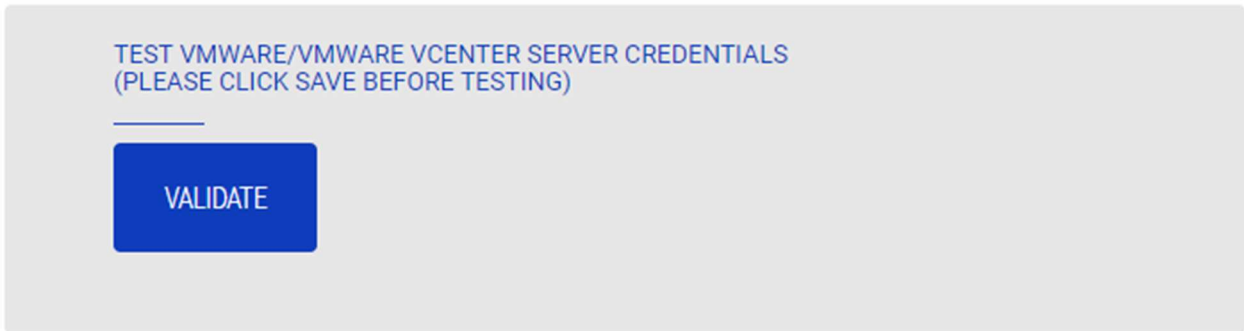 TEST VMWARE/VMWARE VCENTER SERVER CREDENTIALS
(PLEASE CLICK SAVE BEFORE TESTING)
VALIDATE